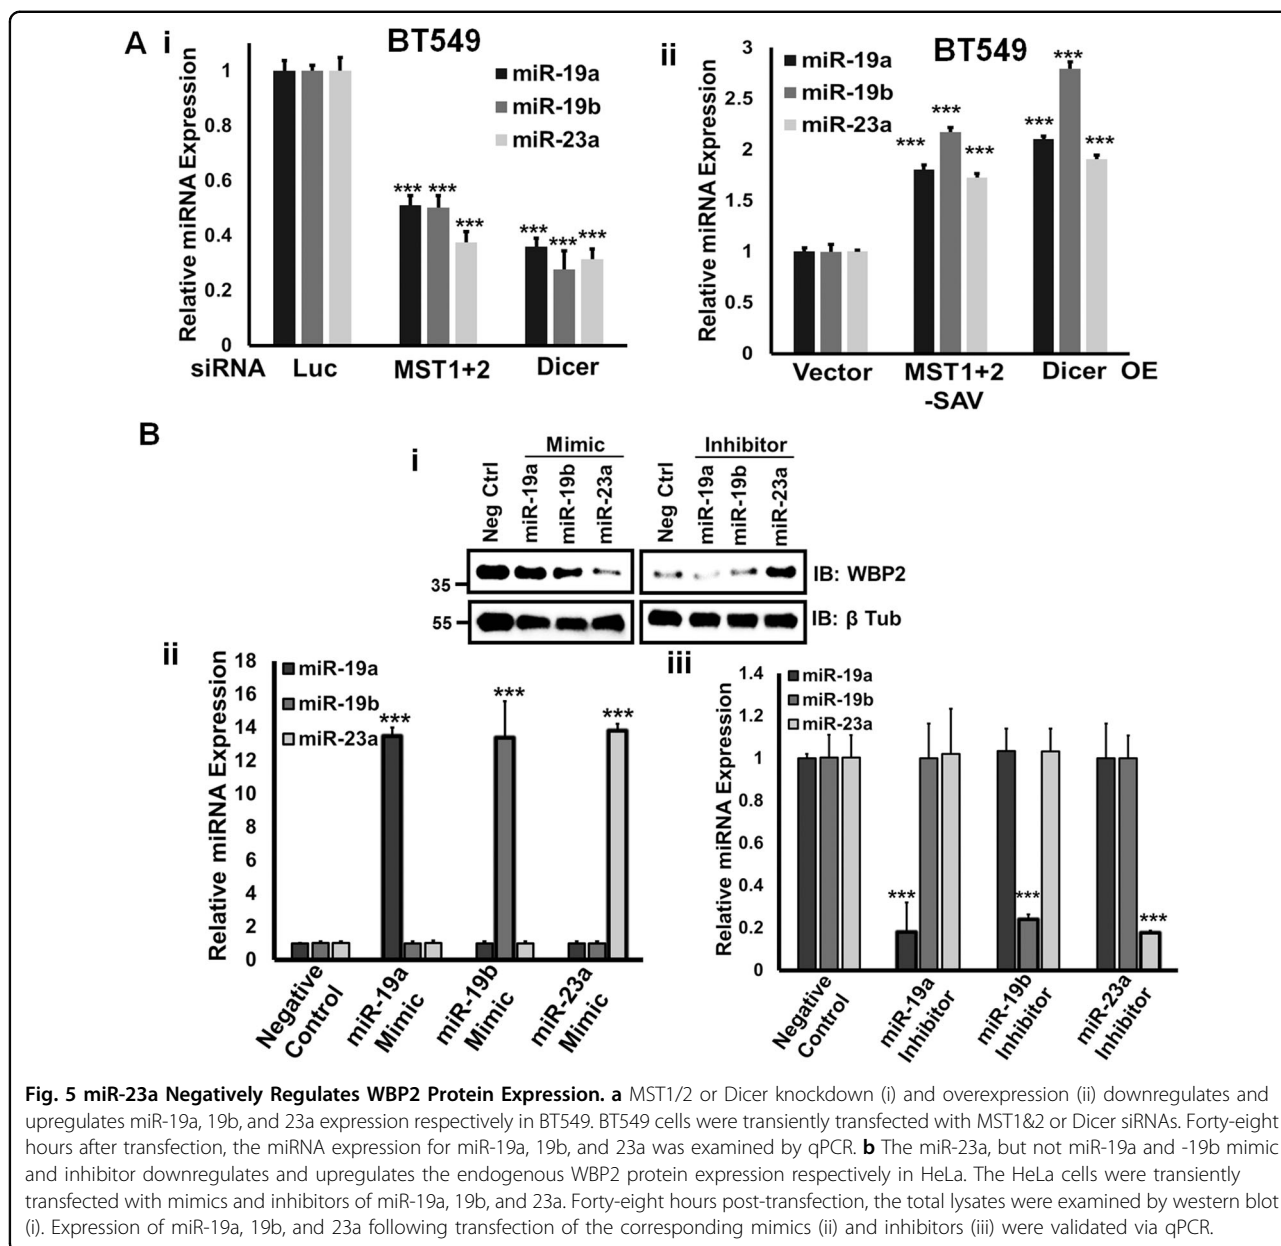 A i
BT549
miR-19a
miR-19b
miR-23a
Relative miRNA Expression
1
0.8
0.6
0.4
0.2
0
*** *** ***
*** *** ***
siRNA Luc MST1+2 Dicer
ii
BT549
miR-19a
miR-19b
miR-23a
Relative miRNA Expression
3
2.5
2
1.5
1
0.5
0
*** *** ***
*** *** ***
Vector MST1+2 Dicer OE
-SAV
B
i
Mimic Inhibitor
Neg Ctrl
miR-19a
miR-19b
miR-23a
Neg Ctrl
miR-19a
miR-19b
miR-23a
35
IB: WBP2
55
IB: β Tub
ii
miR-19a
miR-19b
miR-23a
Relative miRNA Expression
18
16
14
12
10
8
6
4
2
0
*** *** ***
Negative
Control
miR-19a
Mimic
miR-19b
Mimic
miR-23a
Mimic
iii
miR-19a
miR-19b
miR-23a
Relative miRNA Expression
1.4
1.2
1
0.8
0.6
0.4
0.2
0
*** *** ***
Negative
Control
miR-19a
Inhibitor
miR-19b
Inhibitor
miR-23a
Inhibitor
Fig. 5 miR-23a Negatively Regulates WBP2 Protein Expression. a MST1/2 or Dicer knockdown (i) and overexpression (ii) downregulates and
upregulates miR-19a, 19b, and 23a expression respectively in BT549. BT549 cells were transiently transfected with MST1&2 or Dicer siRNAs. Forty-eight
hours after transfection, the miRNA expression for miR-19a, 19b, and 23a was examined by qPCR. b The miR-23a, but not miR-19a and -19b mimic
and inhibitor downregulates and upregulates the endogenous WBP2 protein expression respectively in HeLa. The HeLa cells were transiently
transfected with mimics and inhibitors of miR-19a, 19b, and 23a. Forty-eight hours post-transfection, the total lysates were examined by western blot
(i). Expression of miR-19a, 19b, and 23a following transfection of the corresponding mimics (ii) and inhibitors (iii) were validated via qPCR.